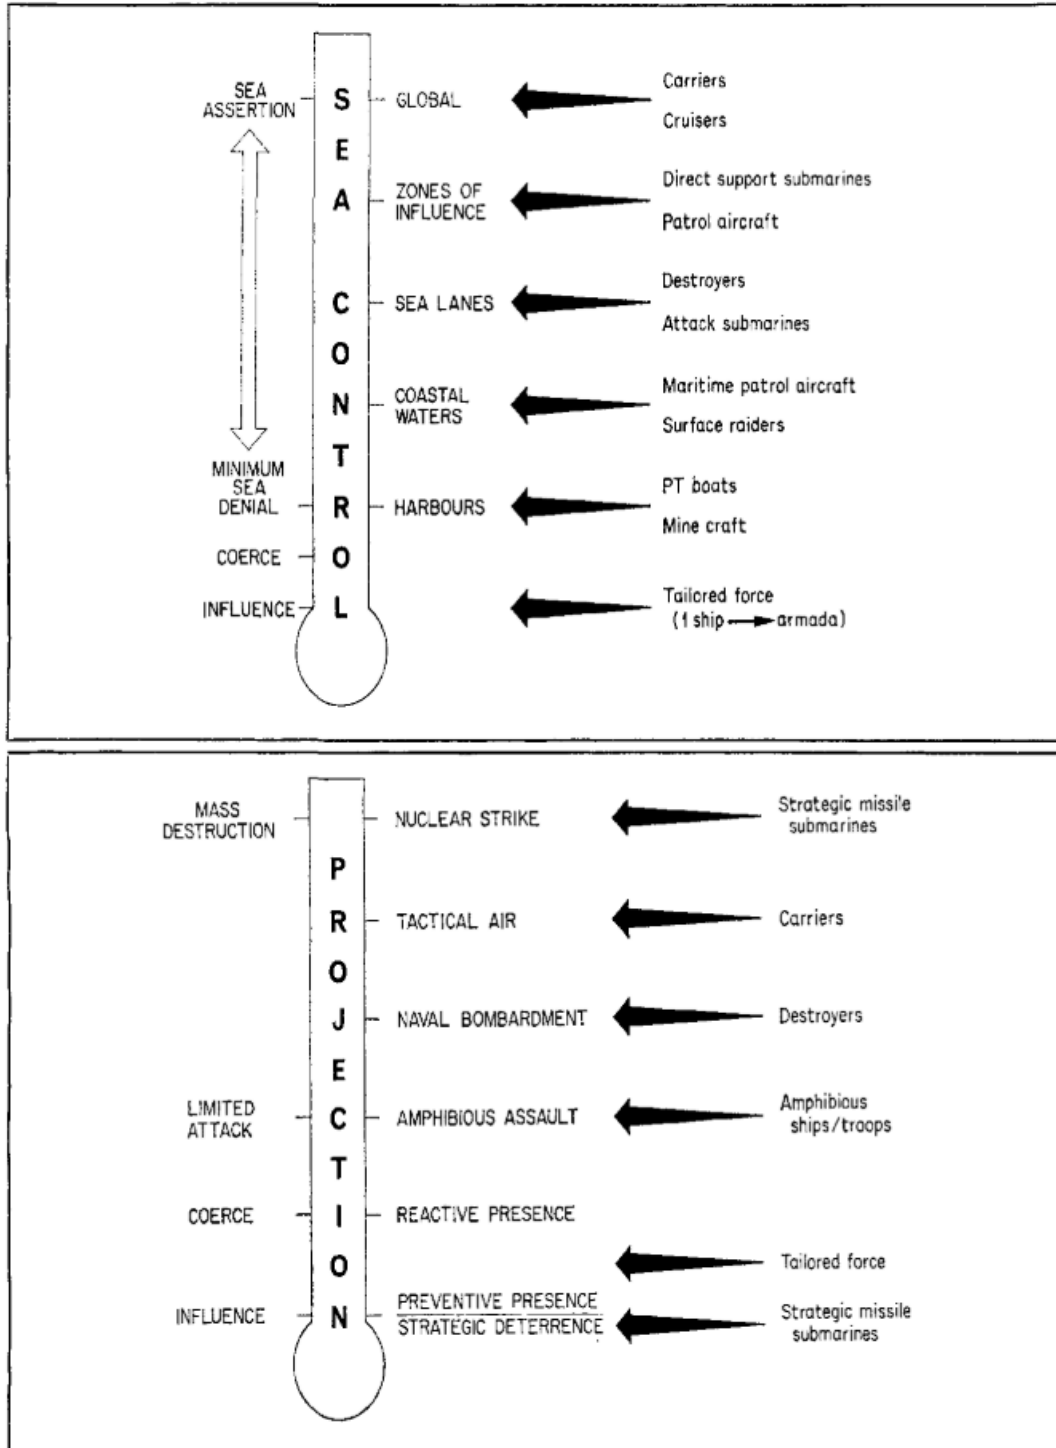 SEA
ASSERTION
GLOBAL
Carriers
Cruisers
ZONES OF
INFLUENCE
Direct support submarines
Patrol aircraft
SEA LANES
Destroyers
Attack submarines
COASTAL
WATERS
Maritime patrol aircraft
Surface raiders
MINIMUM
SEA
DENIAL
HARBOURS
PT boats
Mine craft
COERCE
INFLUENCE
Tailored force
(1 ship → armada)
SEA CONTROL
MASS
DESTRUCTION
NUCLEAR STRIKE
Strategic missile
submarines
TACTICAL AIR
Carriers
NAVAL BOMBARDMENT
Destroyers
LIMITED
ATTACK
AMPHIBIOUS ASSAULT
Amphibious
ships/troops
COERCE
REACTIVE PRESENCE
Tailored force
INFLUENCE
PREVENTIVE PRESENCE
STRATEGIC DETERRENCE
Strategic missile
submarines
PROJECTION